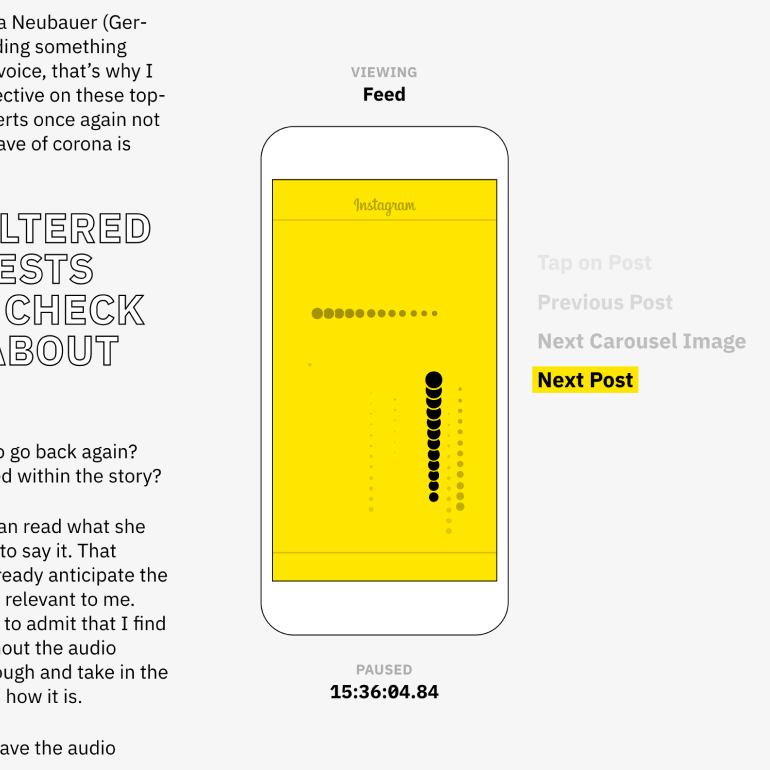 a Neubauer (Ger-
ding something
voice, that's why I
ective on these top-
erts once again not
ave of corona is
LTERED
ESTS
CHECK
ABOUT
o go back again?
ed within the story?
an read what she
to say it. That
ready anticipate the
relevant to me.
to admit that I find
out the audio
ough and take in the
how it is.
ave the audio
VIEWING
Feed
Instagram
PAUSED
15:36:04.84
Tap on Post
Previous Post
Next Carousel Image
Next Post